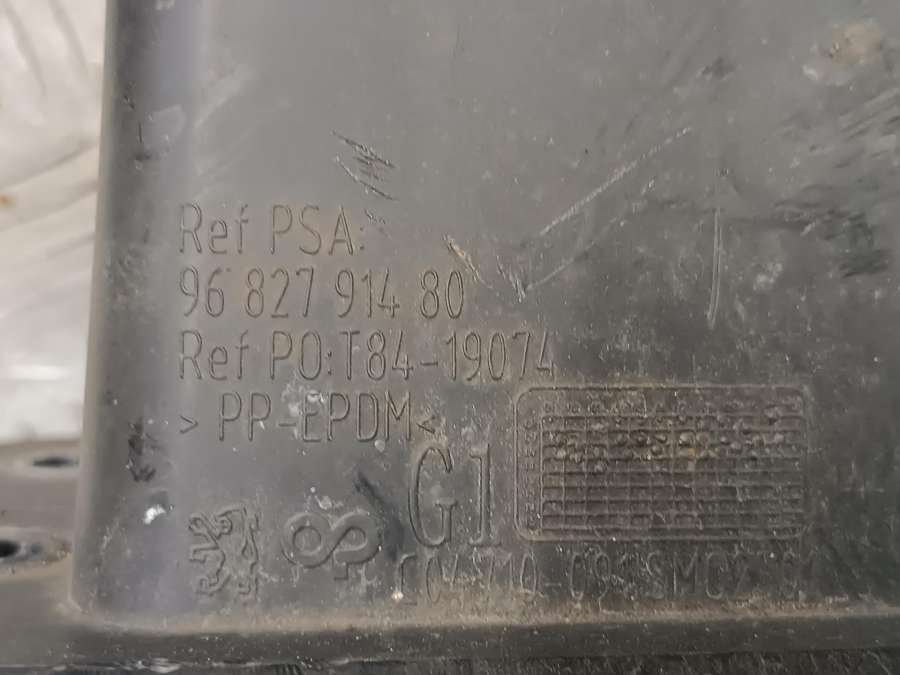 Ref PSA:
96 827 914 80
Ref PO:T84-19074
> PP-EPDM<
G1